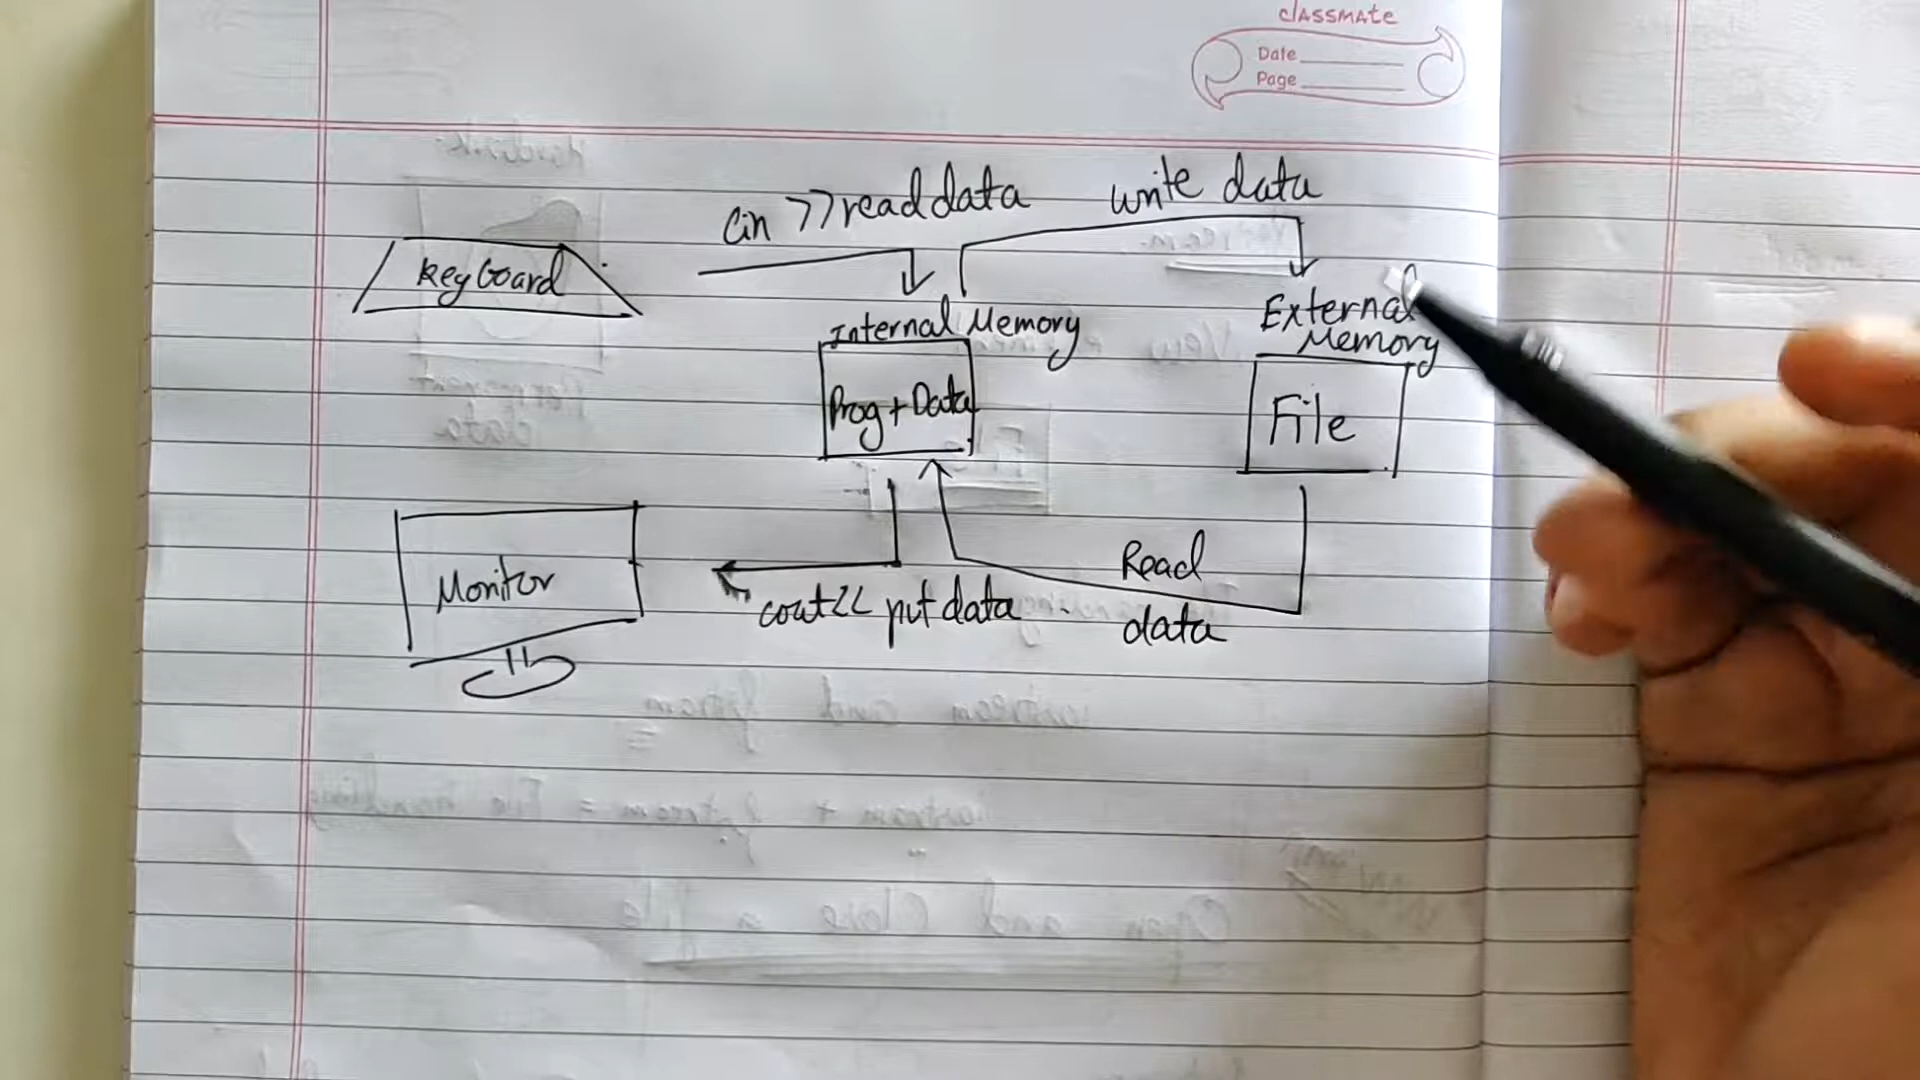 classmate
Date
Page
Cin >> read data
write data
keyboard
Internal Memory
External
Memory
Prog + Data
File
Monitor
Read
data
cout<< put data